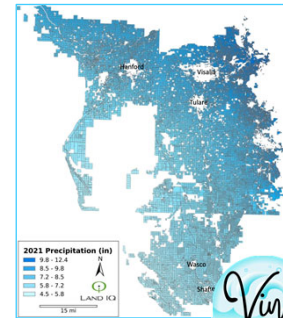 Hanford
Visalia
Tulare
Wasco
2021 Precipitation (in)
9.8 - 12.4
8.5 - 9.8
7.2 - 8.5
5.8 - 7.2
4.5 - 5.8
N
LAND IQ
15 mi